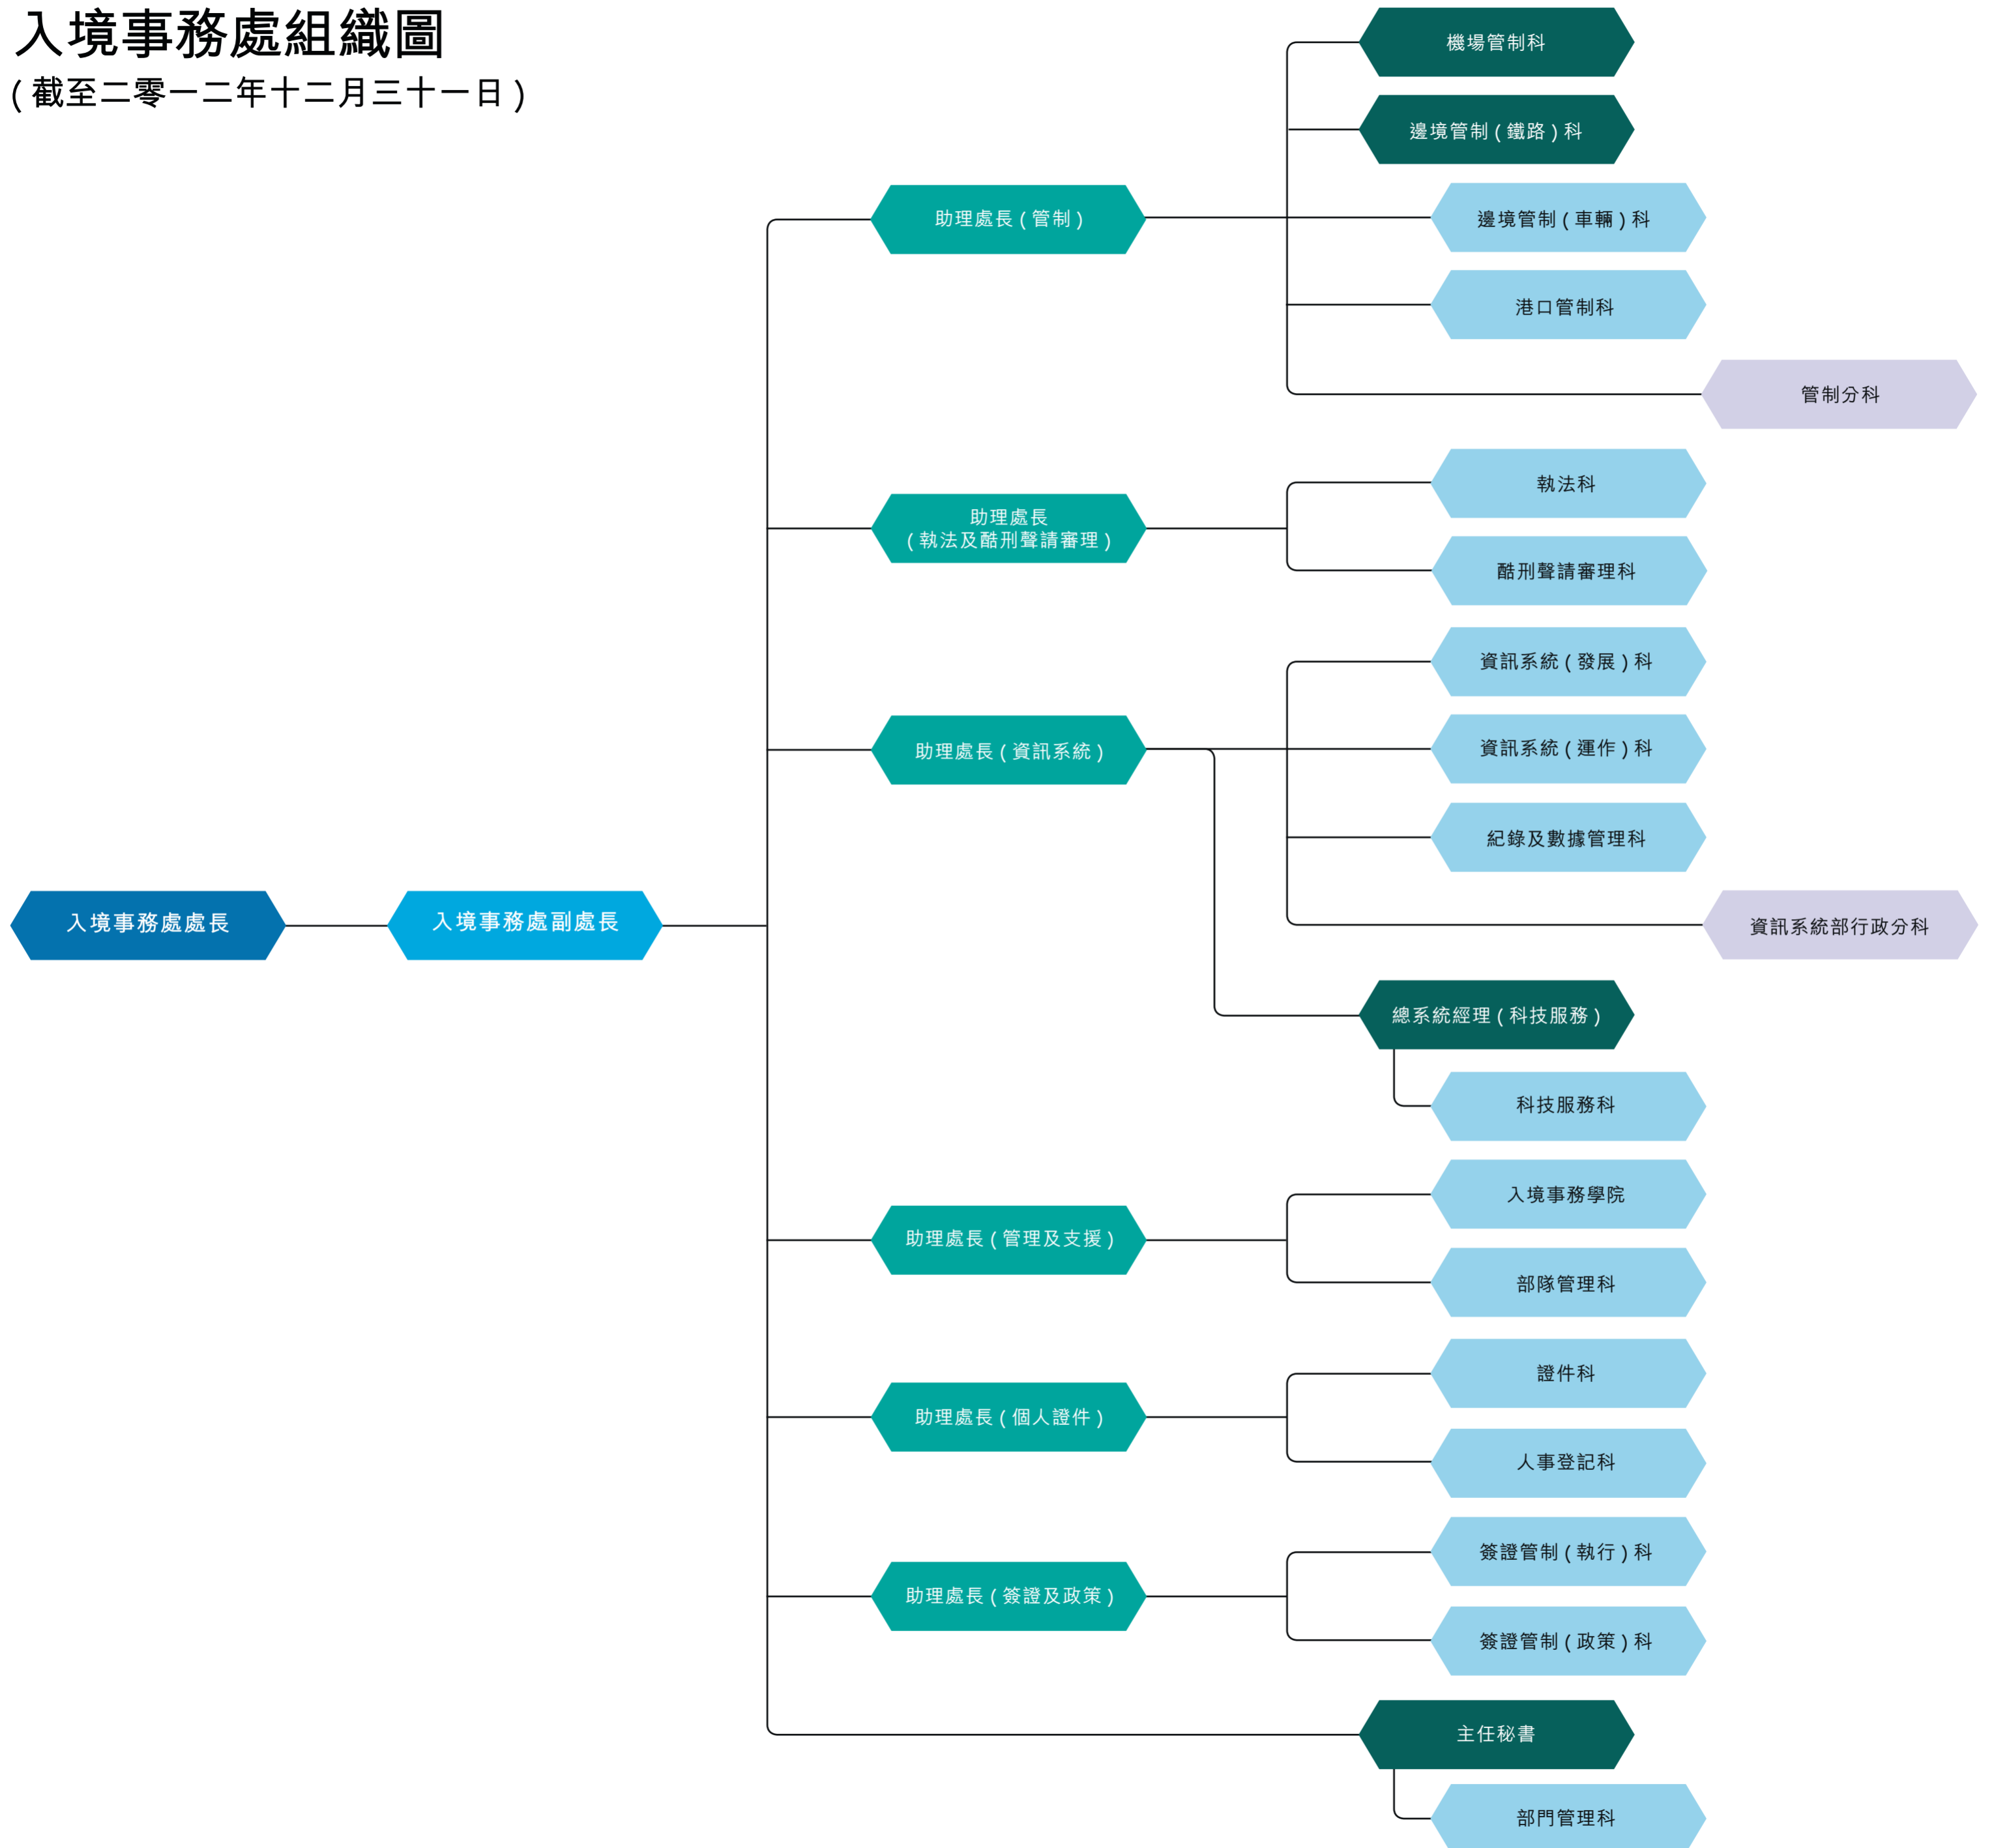 入境事務處組織圖
(截至二零一二年十二月三十一日)
機場管制科
邊境管制(鐵路)科
助理處長(管制)
邊境管制(車輛)科
港口管制科
管制分科
執法科
助理處長
(執法及酷刑聲請審理)
酷刑聲請審理科
資訊系統(發展)科
助理處長(資訊系統)
資訊系統(運作)科
紀錄及數據管理科
入境事務處處長
入境事務處副處長
資訊系統部行政分科
總系統經理(科技服務)
科技服務科
入境事務學院
助理處長(管理及支援)
部隊管理科
證件科
助理處長(個人證件)
人事登記科
簽證管制(執行)科
助理處長(簽證及政策)
簽證管制(政策)科
主任秘書
部門管理科